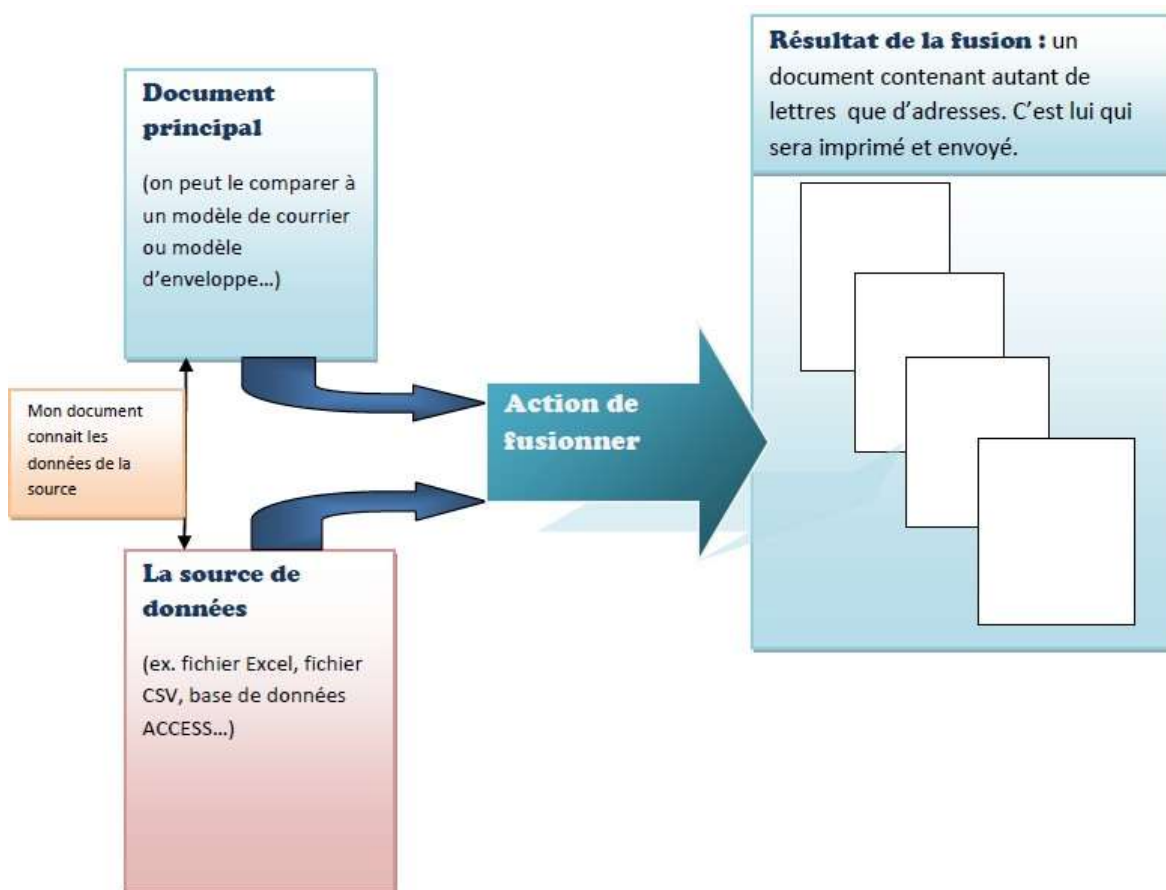 Document
principal
(on peut le comparer à
un modèle de courrier
ou modèle
d’enveloppe…)
Mon document
connait les
données de la
source
La source de
données
(ex. fichier Excel, fichier
CSV, base de données
ACCESS…)
Action de
fusionner
Résultat de la fusion : un
document contenant autant de
lettres que d’adresses. C’est lui qui
sera imprimé et envoyé.